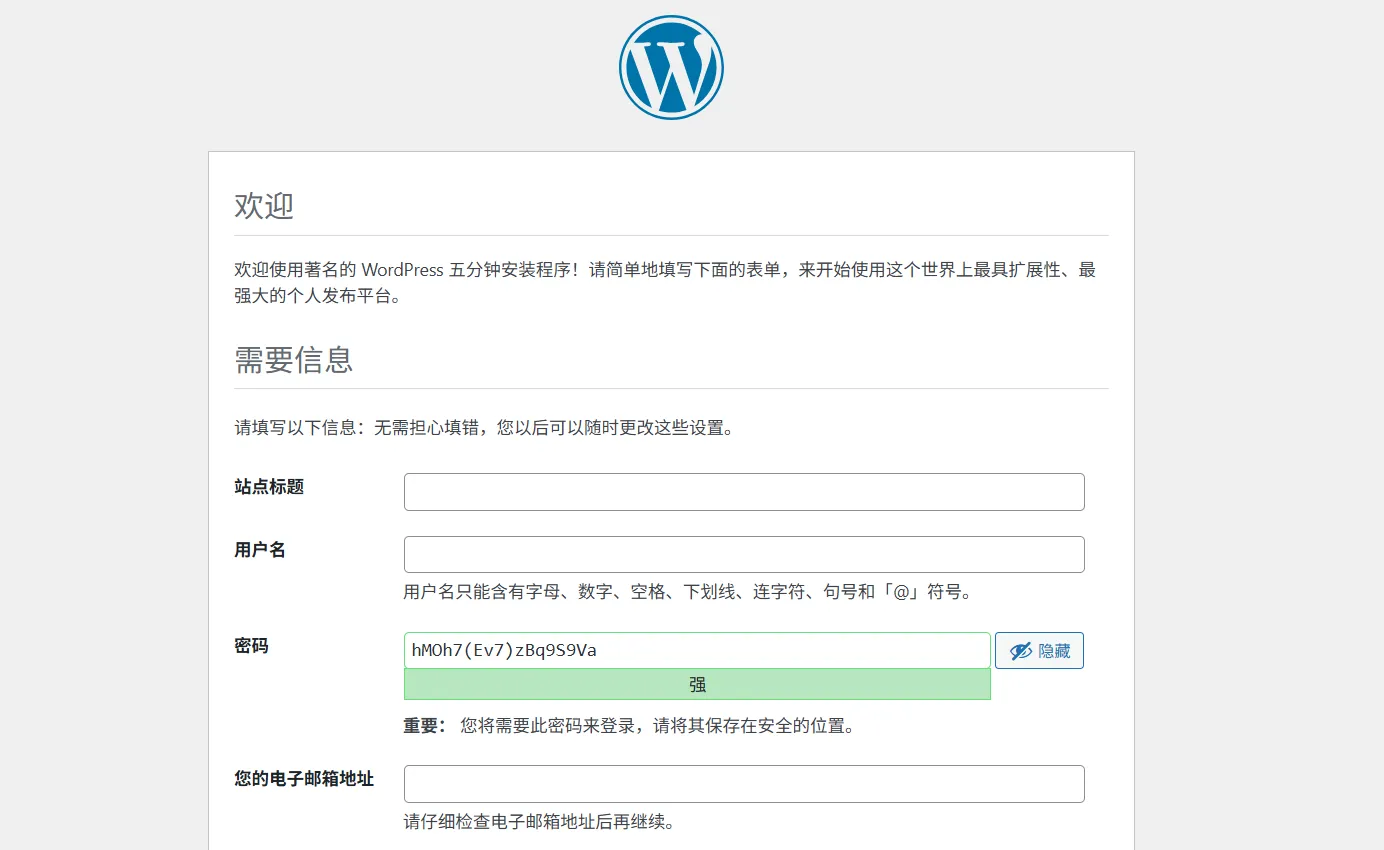 欢迎
欢迎使用著名的 WordPress 五分钟安装程序！请简单地填写下面的表单，来开始使用这个世界上最具扩展性、最
强大的个人发布平台。
需要信息
请填写以下信息：无需担心填错，您以后可以随时更改这些设置。
站点标题
用户名
用户名只能含有字母、数字、空格、下划线、连字符、句号和「@」符号。
密码
hMOh7(Ev7)zBq9S9Va
隐藏
强
重要： 您将需要此密码来登录，请将其保存在安全的位置。
您的电子邮箱地址
请仔细检查电子邮箱地址后再继续。